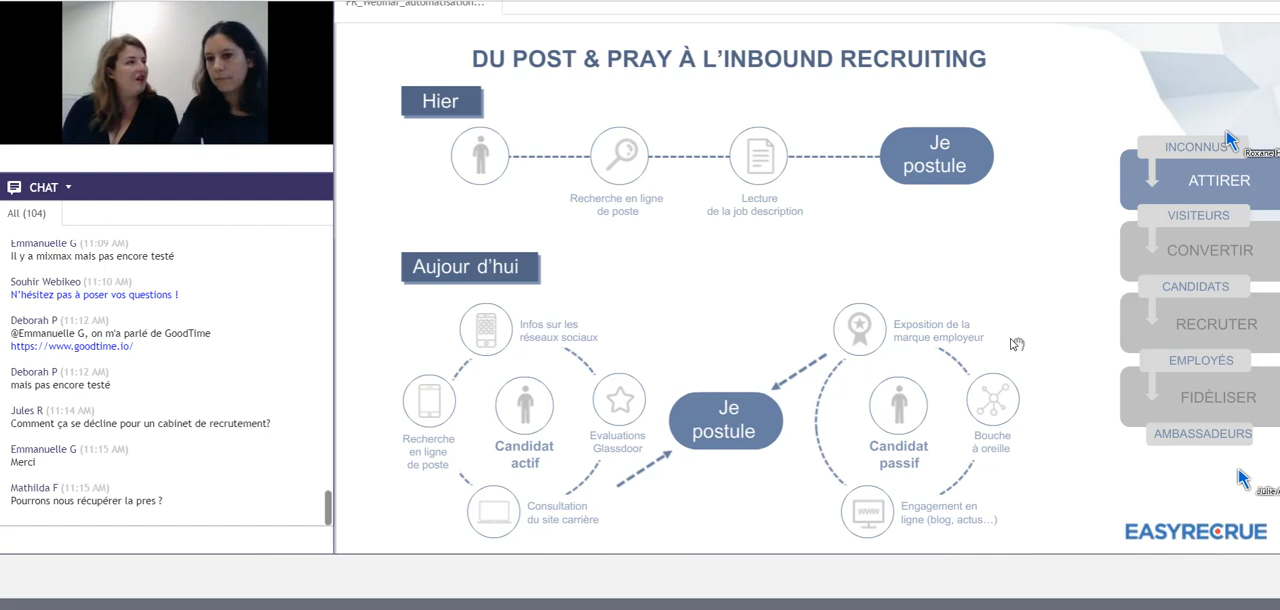 FR_Webinar_automatisation...
DU POST & PRAY À L'INBOUND RECRUITING
Hier
Je
postule
Recherche en ligne
de poste
Lecture
de la job description
Aujour d'hui
Infos sur les
réseaux sociaux
Recherche
en ligne
de poste
Candidat
actif
Evaluations
Glassdoor
Consultation
du site carrière
Je
postule
Exposition de la
marque employeur
Candidat
passif
Bouche
à oreille
www
Engagement en
ligne (blog, actus...)
INCONNUS
ATTIRER
VISITEURS
CONVERTIR
CANDIDATS
RECRUTER
EMPLOYÉS
FIDÉLISER
AMBASSADEURS
EASYRECRUE
CHAT
All (104)
Emmanuelle G (11:09 AM)
Il y a mixmax mais pas encore testé
Souhir Webikeo (11:10 AM)
N'hésitez pas à poser vos questions !
Deborah P (11:12 AM)
@Emmanuelle G, on m'a parlé de GoodTime
https://www.goodtime.io/
Deborah P (11:12 AM)
mais pas encore testé
Jules R (11:14 AM)
Comment ça se décline pour un cabinet de recrutement?
Emmanuelle G (11:15 AM)
Merci
Mathilda F (11:15 AM)
Pourrons nous récupérer la pres ?